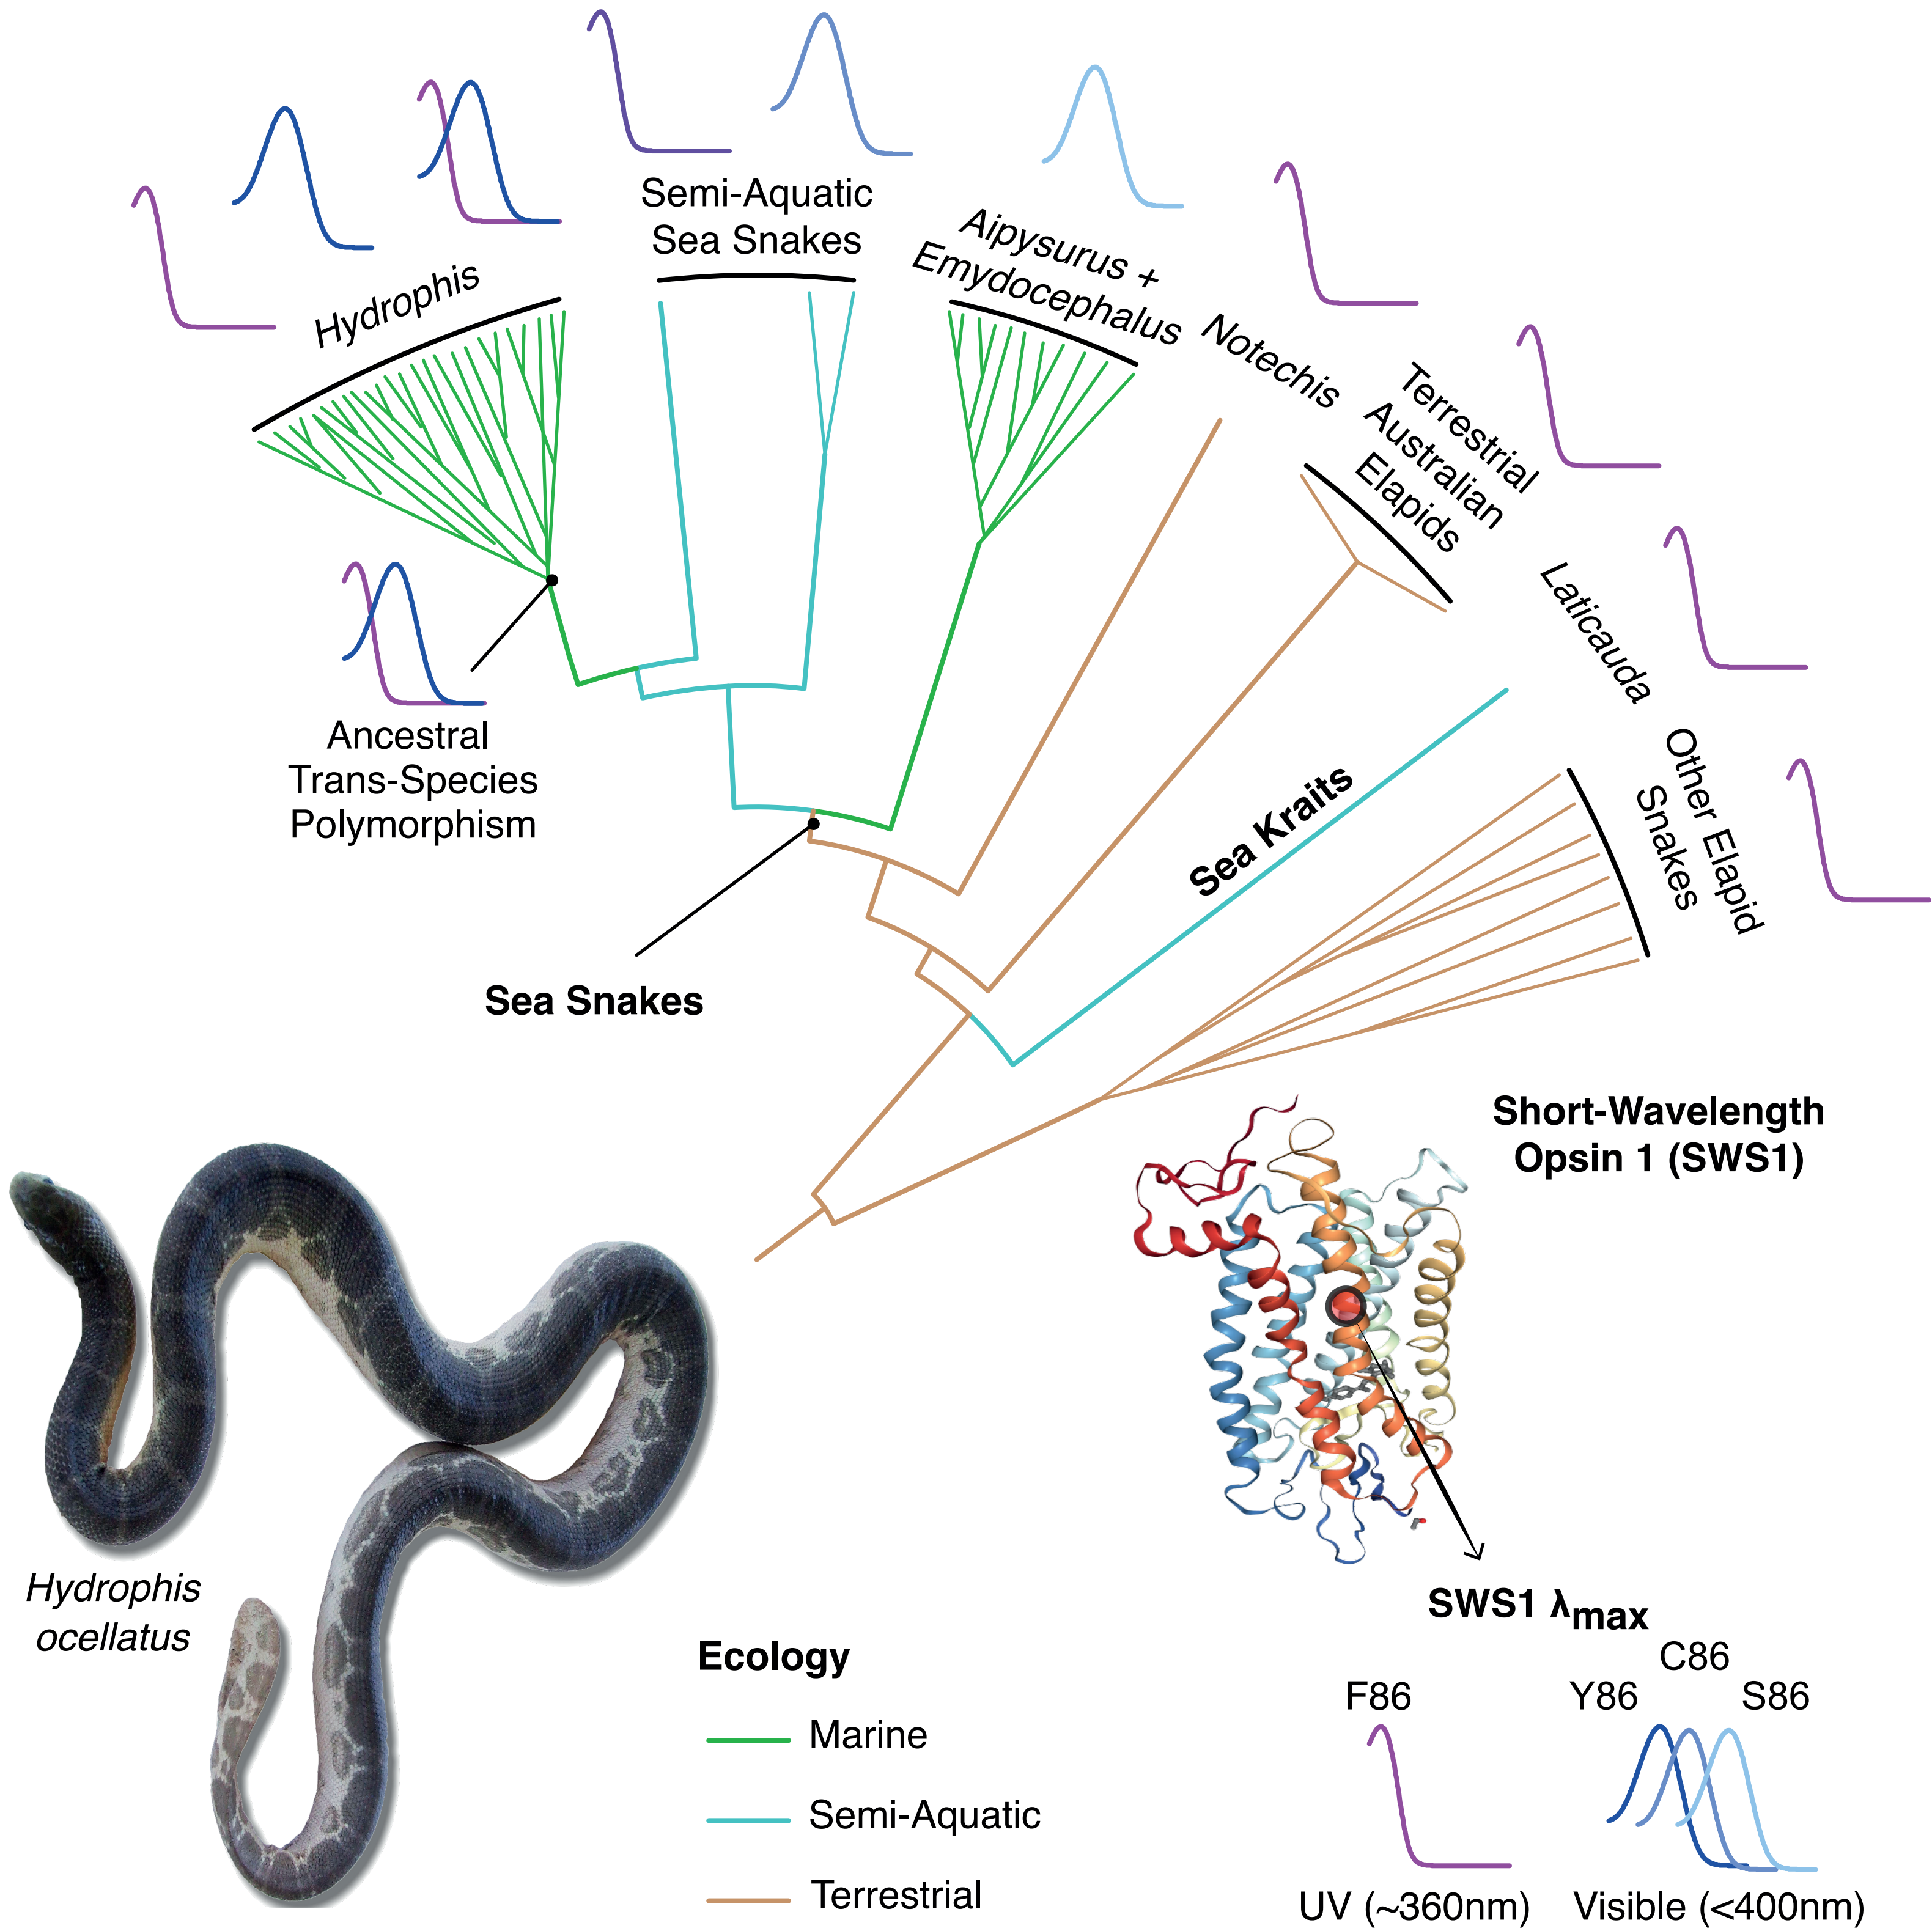 Semi-Aquatic
Sea Snakes
Hydrophis
Aipysurus +
Emydocephalus
Notechis
Terrestrial
Australian
Elapids
Laticauda
Other Elapid
Snakes
Ancestral
Trans-Species
Polymorphism
Sea Kraits
Sea Snakes
Short-Wavelength
Opsin 1 (SWS1)
Hydrophis
ocellatus
Ecology
Marine
Semi-Aquatic
Terrestrial
SWS1 λmax
C86
F86 Y86 S86
UV (~360nm) Visible (<400nm)